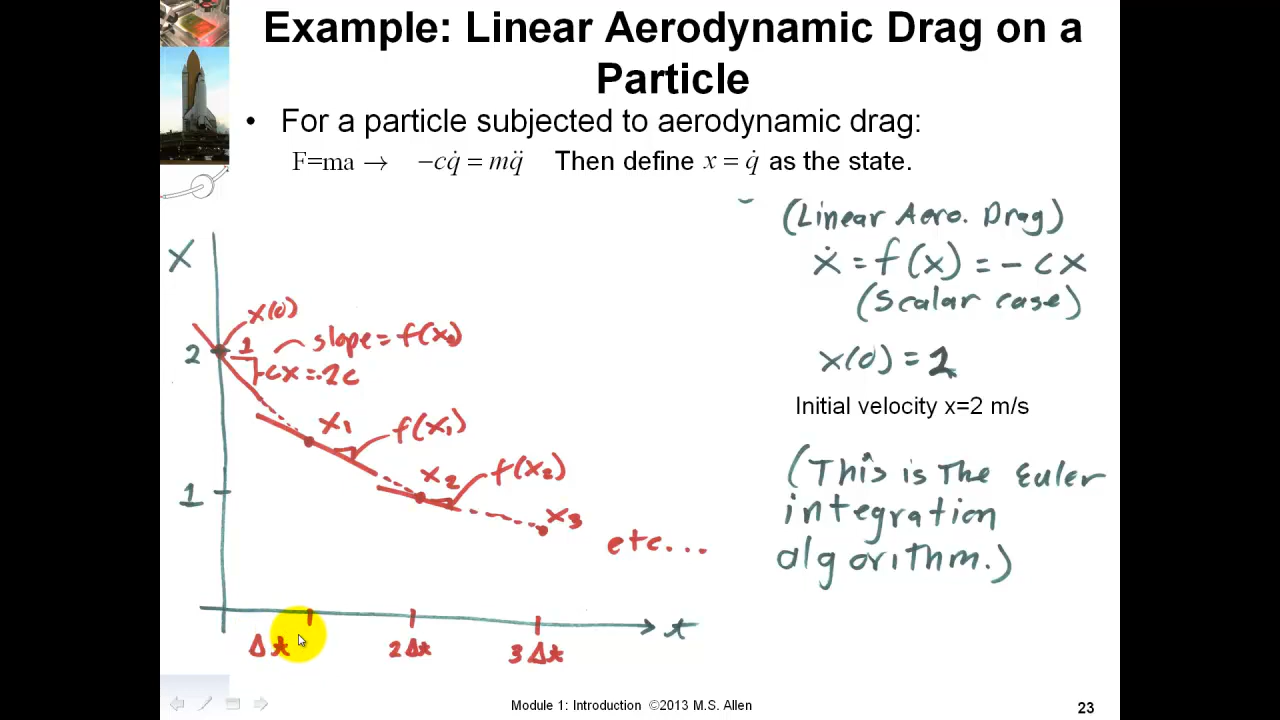 Example: Linear Aerodynamic Drag on a
Particle
• For a particle subjected to aerodynamic drag:
F=ma → −cq̇ = mq̈ Then define x = q̇ as the state.
(Linear Aero. Drag)
ẋ = f(x) = - cx
(Scalar case)
x(0) = 2
Initial velocity x=2 m/s
(This is The Euler
integration
algorithm.)
X
x(0)
2
1 slope = f(x₀)
-cx = -2c
x₁
f(x₁)
x₂
f(x₂)
x₃
1
etc...
t
Δt
2Δt
3Δt
Module 1: Introduction ©2013 M.S. Allen
23